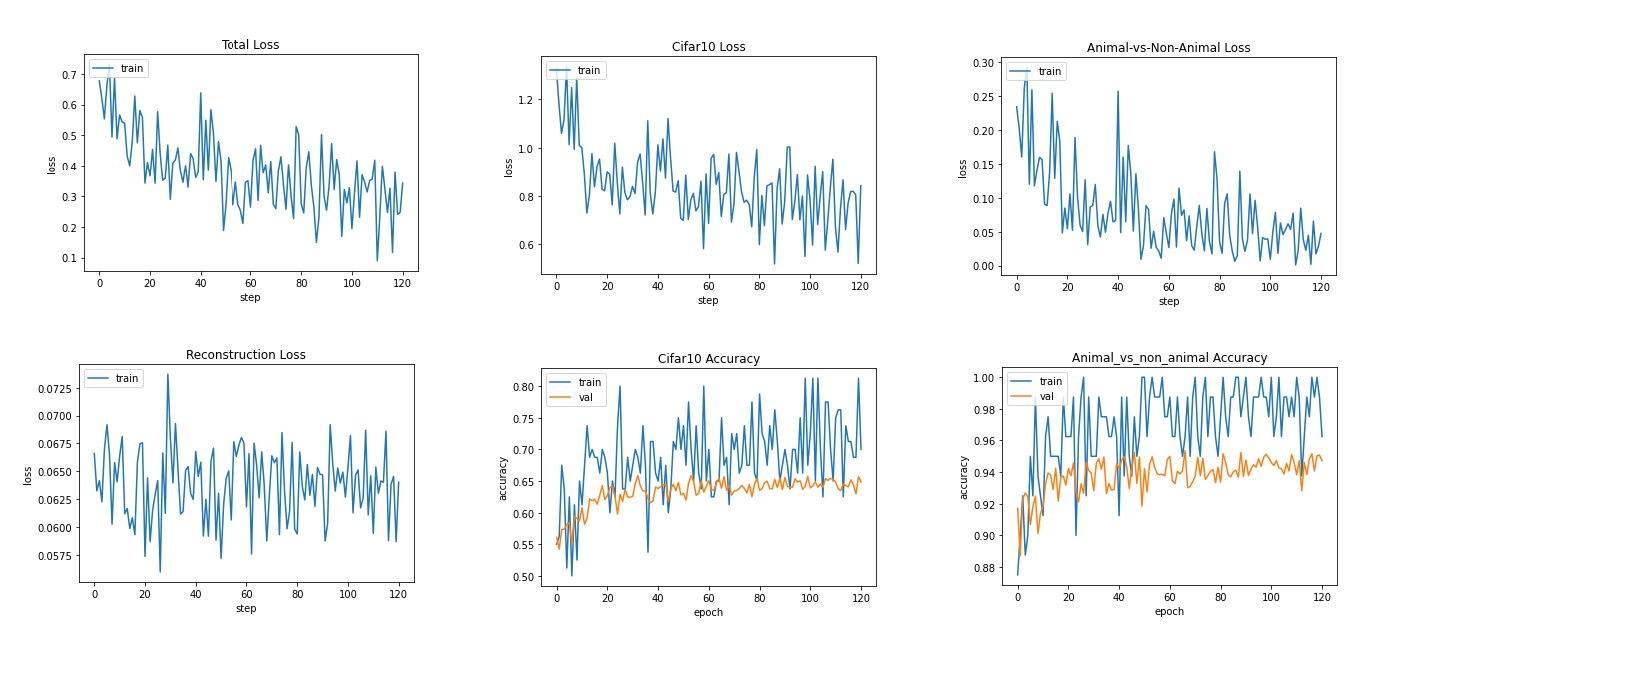 Total Loss
train
0.7
0.6
0.5
0.4
0.3
0.2
0.1
loss
0 20 40 60 80 100 120
step
Cifar10 Loss
train
1.2
1.0
0.8
0.6
loss
0 20 40 60 80 100 120
step
Animal-vs-Non-Animal Loss
train
0.30
0.25
0.20
0.15
0.10
0.05
0.00
loss
0 20 40 60 80 100 120
step
Reconstruction Loss
train
0.0725
0.0700
0.0675
0.0650
0.0625
0.0600
0.0575
loss
0 20 40 60 80 100 120
step
Cifar10 Accuracy
train
val
0.80
0.75
0.70
0.65
0.60
0.55
0.50
accuracy
0 20 40 60 80 100 120
epoch
Animal_vs_non_animal Accuracy
train
val
1.00
0.98
0.96
0.94
0.92
0.90
0.88
accuracy
0 20 40 60 80 100 120
epoch